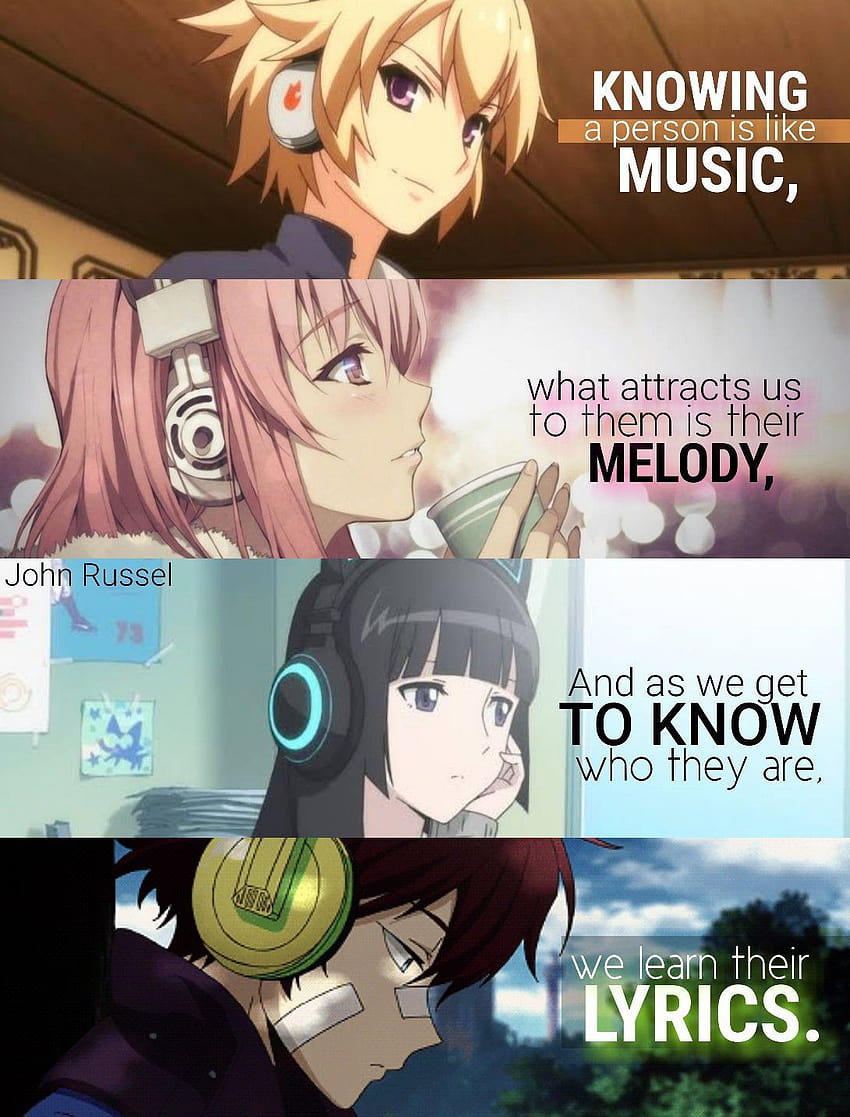 KNOWING
a person is like
MUSIC,
what attracts us
to them is their
MELODY,
John Russel
73
And as we get
TO KNOW
who they are,
we learn their
LYRICS.